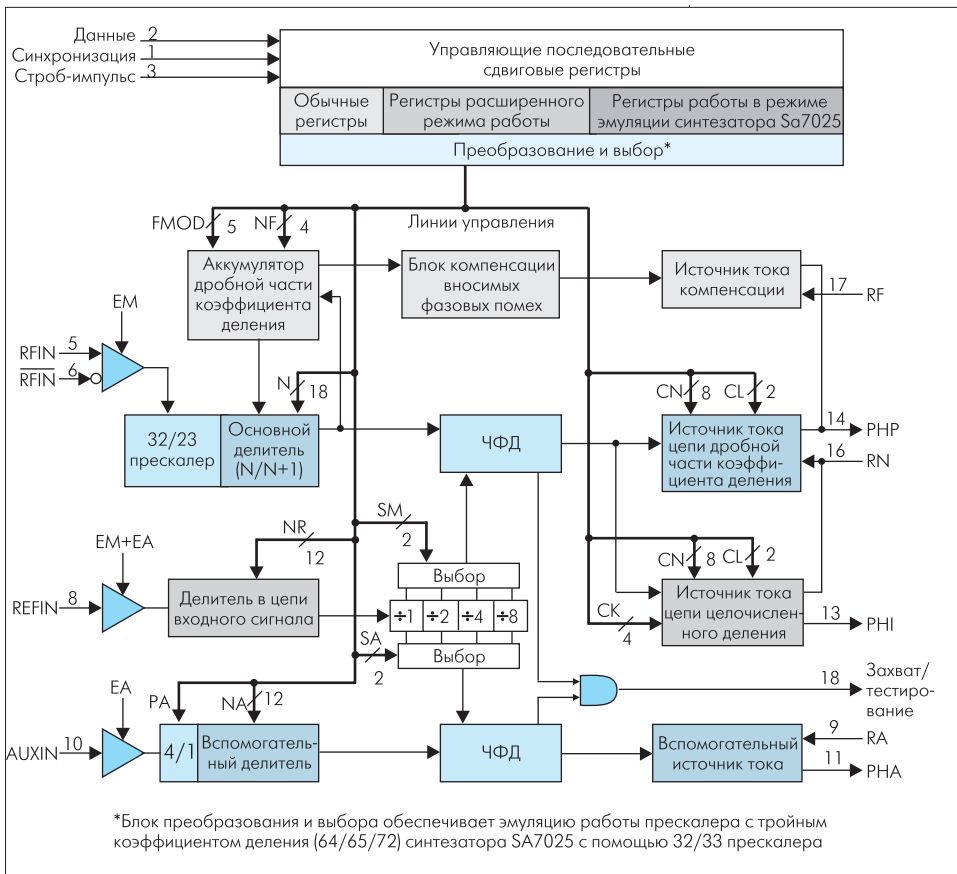 Данные 2
Синхронизация 1
Строб-импульс 3
Управляющие последовательные
сдвиговые регистры
Обычные
регистры
Регистры расширенного
режима работы
Регистры работы в режиме
эмуляции синтезатора Sa7025
Преобразование и выбор*
FMOD 5
NF 4
Линии управления
Аккумулятор
дробной части
коэффициента
деления
Блок компенсации
вносимых
фазовых помех
Источник тока
компенсации
17 RF
EM
RFIN 5
RFIN 6
N 18
32/23
прескалер
Основной
делитель
(N/N+1)
ЧФД
CN 8
CL 2
Источник тока
цепи дробной
части коэффи-
циента деления
14 PHP
16 RN
EM+EA
REFIN 8
NR 12
Делитель в цепи
входного сигнала
SM 2
Выбор
÷1 ÷2 ÷4 ÷8
Выбор
SA 2
CN 8
CL 2
CK 4
Источник тока
цепи целочислен-
ного деления
13 PHI
18 Захват/
тестиро-
вание
EA
AUXIN 10
PA
NA 12
4/1
Вспомогатель-
ный делитель
ЧФД
Вспомогательный
источник тока
9 RA
11 PHA
*Блок преобразования и выбора обеспечивает эмуляцию работы прескалера с тройным
коэффициентом деления (64/65/72) синтезатора SA7025 с помощью 32/33 прескалера